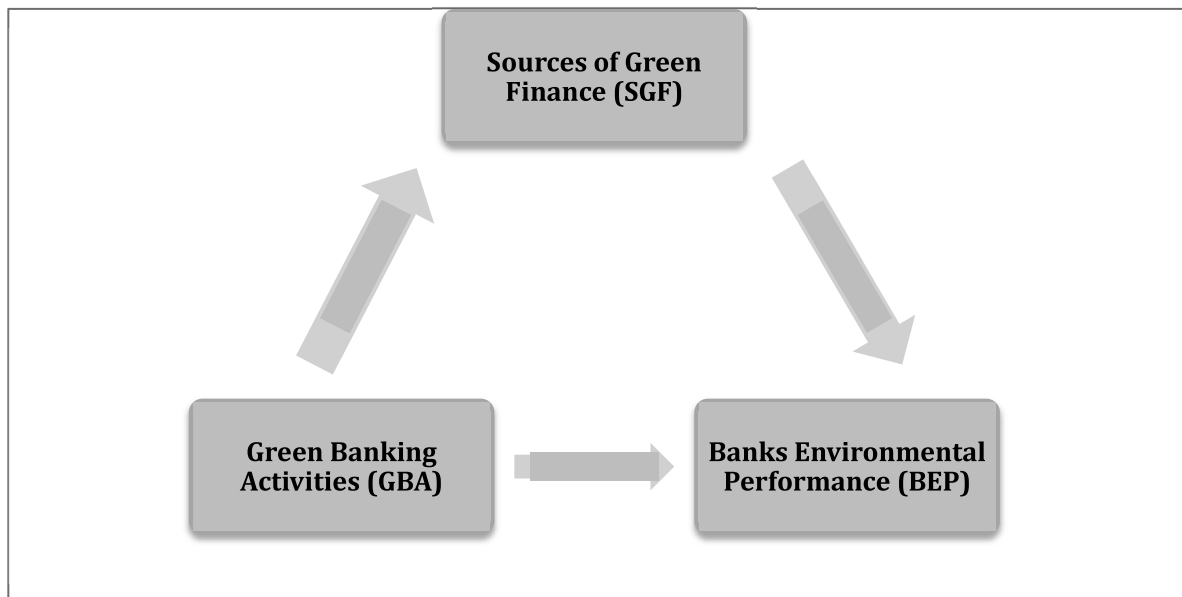 Sources of Green
Finance (SGF)
Green Banking
Activities (GBA)
Banks Environmental
Performance (BEP)